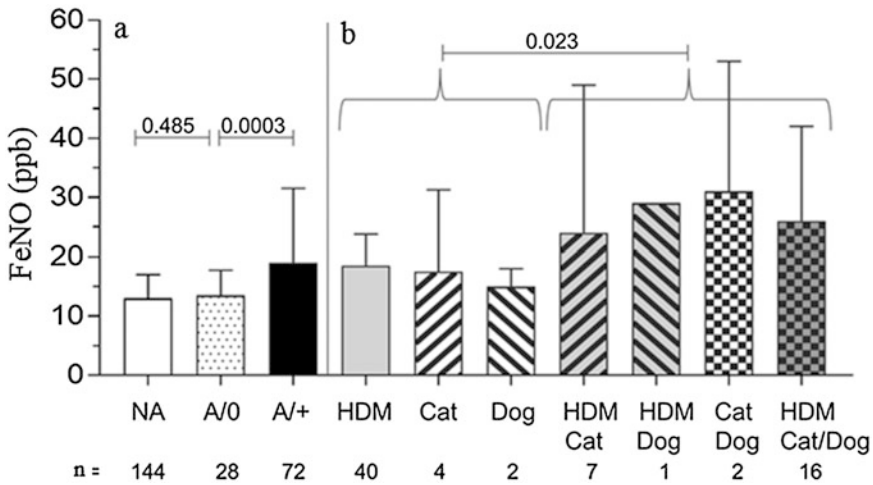 a
b
60
50
40
30
20
10
0
FeNO (ppb)
0.485
0.0003
0.023
NA A/0 A/+ HDM Cat Dog HDM HDM Cat HDM
Cat Dog Dog Cat/Dog
n = 144 28 72 40 4 2 7 1 2 16